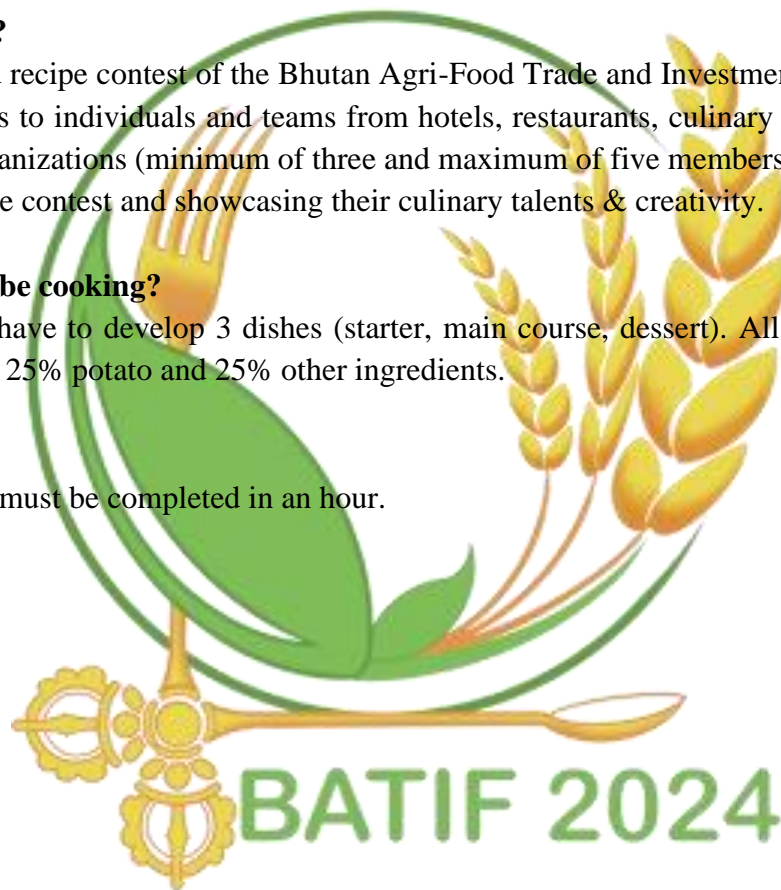 ?
recipe contest of the Bhutan Agri-Food Trade and Investmen
s to individuals and teams from hotels, restaurants, culinary
anizations (minimum of three and maximum of five members
e contest and showcasing their culinary talents & creativity.
be cooking?
have to develop 3 dishes (starter, main course, dessert). All
25% potato and 25% other ingredients.
must be completed in an hour.
BATIF 2024